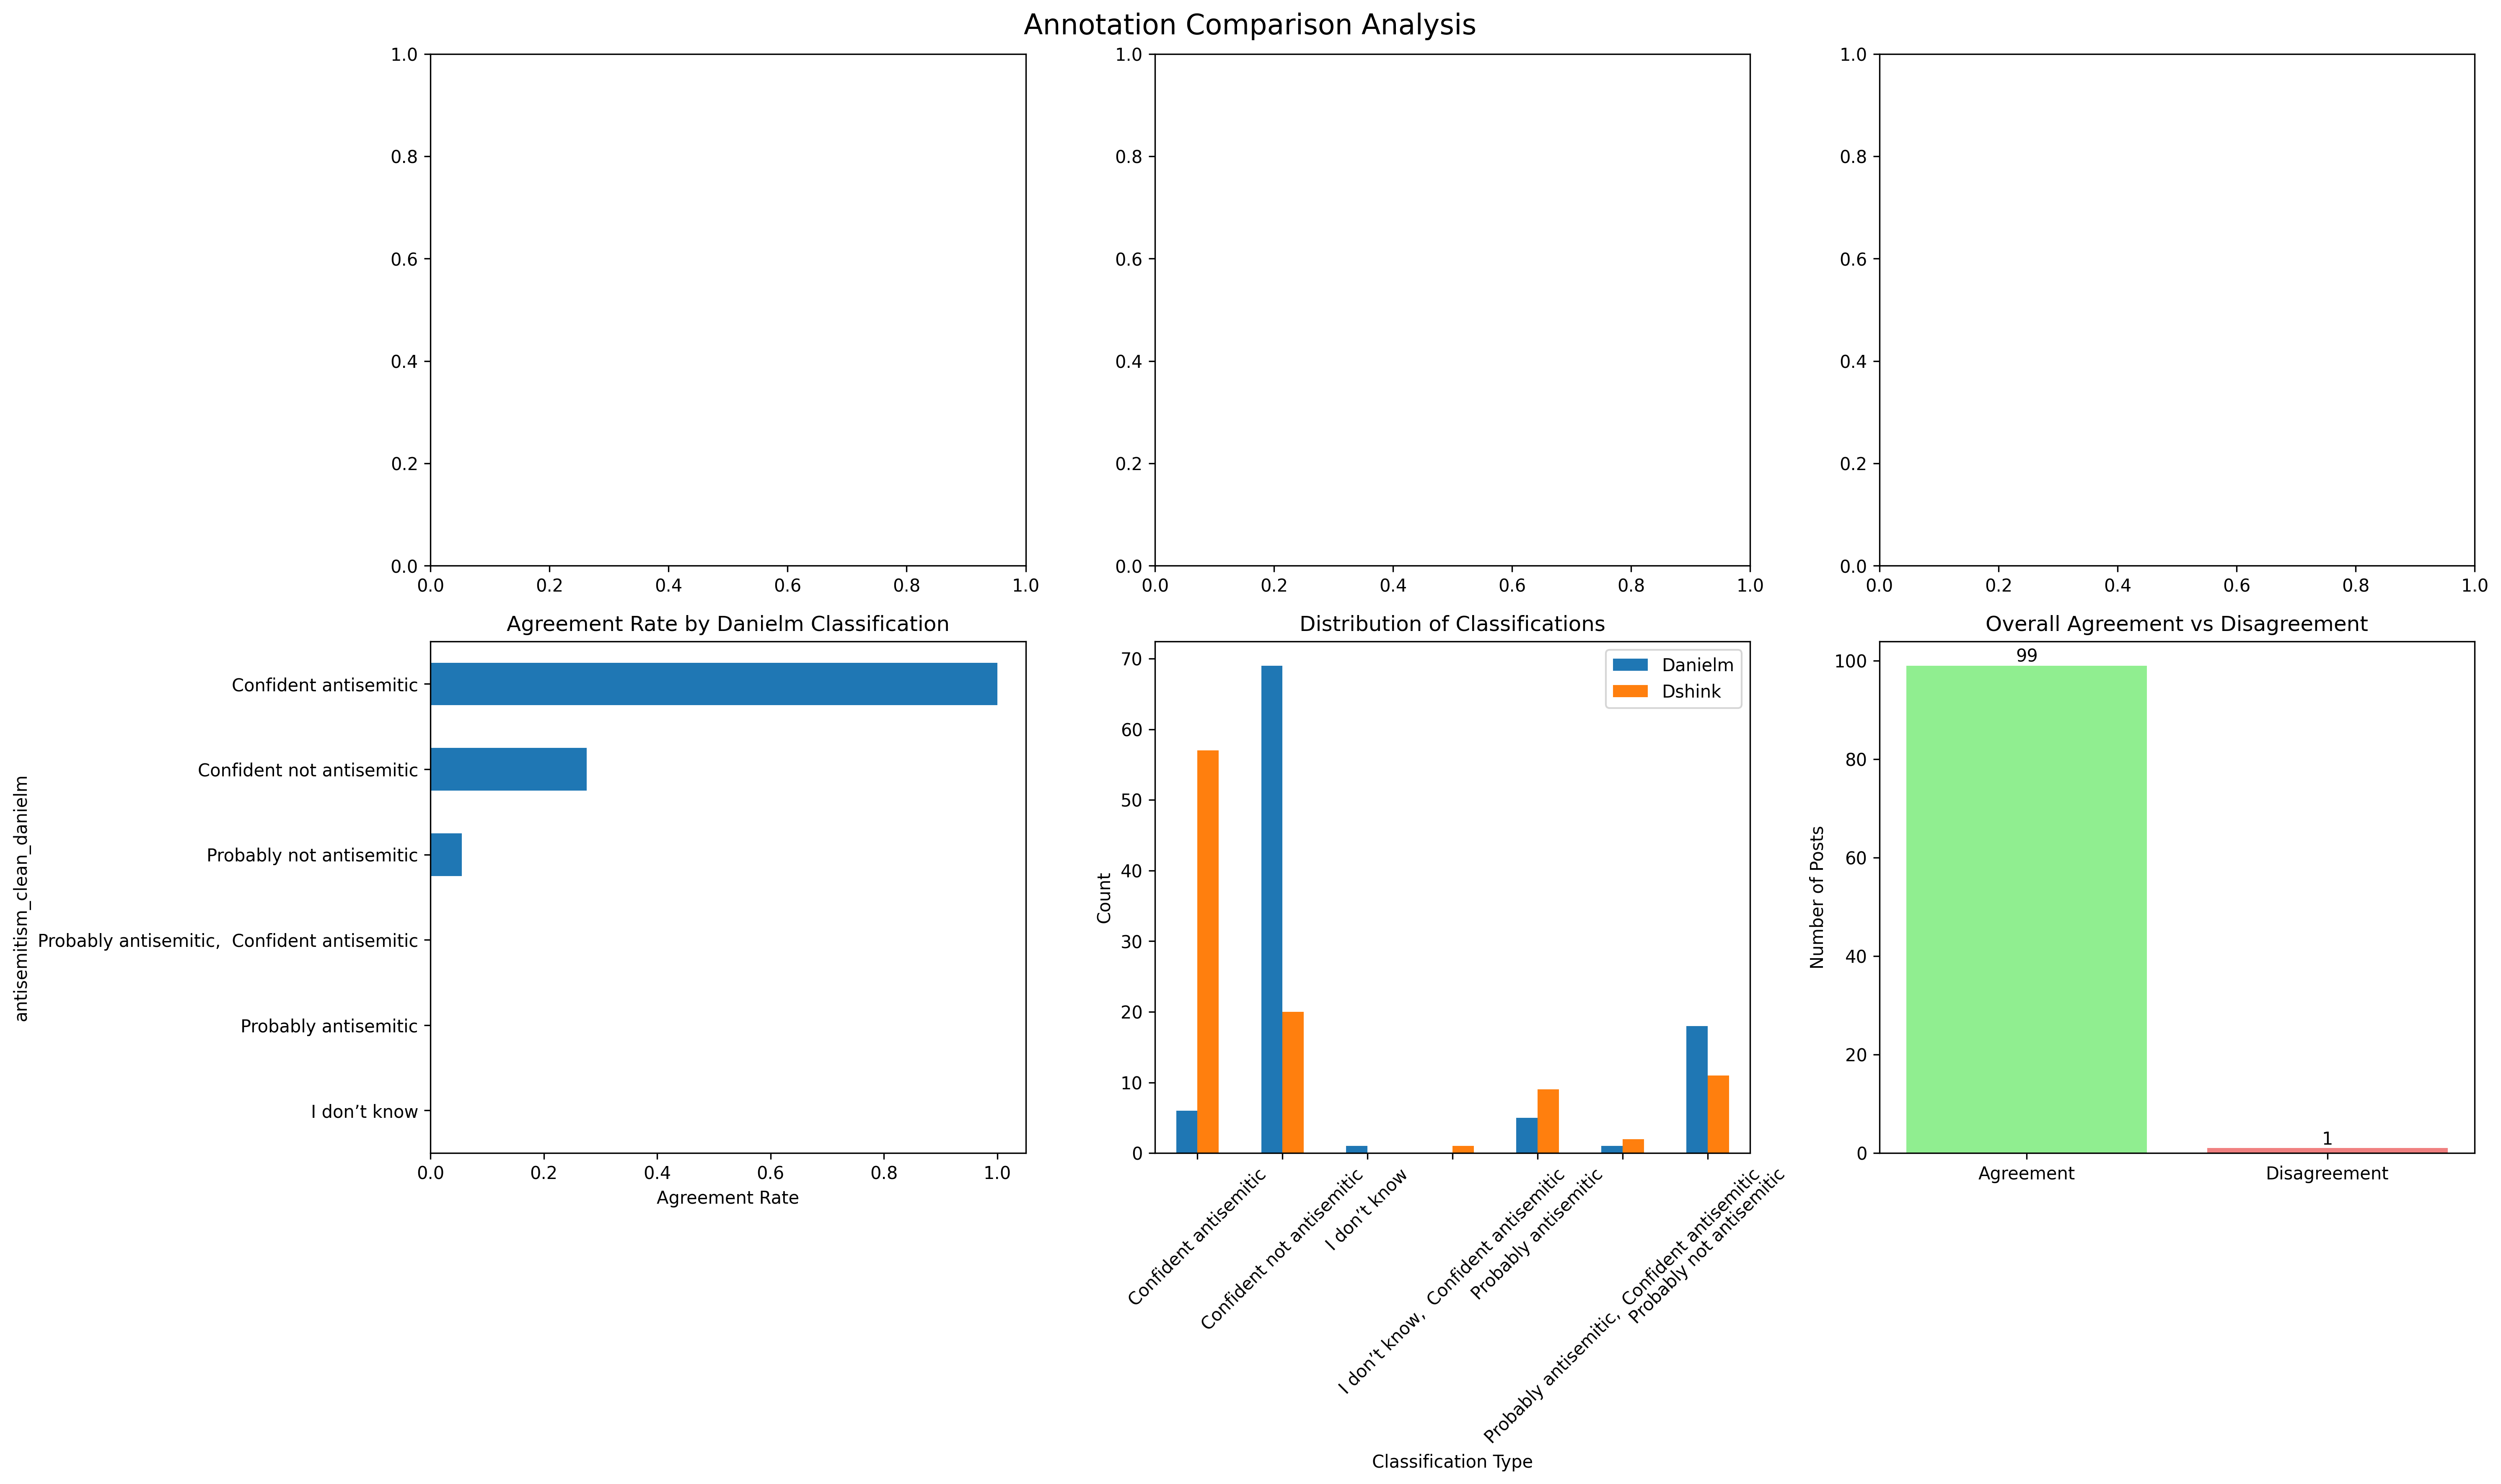 Annotation Comparison Analysis
1.0
0.8
0.6
0.4
0.2
0.0
0.0 0.2 0.4 0.6 0.8 1.0
1.0
0.8
0.6
0.4
0.2
0.0
0.0 0.2 0.4 0.6 0.8 1.0
1.0
0.8
0.6
0.4
0.2
0.0
0.0 0.2 0.4 0.6 0.8 1.0
Agreement Rate by Danielm Classification
antisemitism_clean_danielm
Confident antisemitic
Confident not antisemitic
Probably not antisemitic
Probably antisemitic,  Confident antisemitic
Probably antisemitic
I don’t know
0.0 0.2 0.4 0.6 0.8 1.0
Agreement Rate
Distribution of Classifications
Danielm
Dshink
Count
70
60
50
40
30
20
10
0
Confident antisemitic
Confident not antisemitic
I don’t know
I don’t know,  Confident antisemitic
Probably antisemitic
Probably antisemitic,  Confident antisemitic
Probably not antisemitic
Classification Type
Overall Agreement vs Disagreement
Number of Posts
100
80
60
40
20
0
99
1
Agreement Disagreement